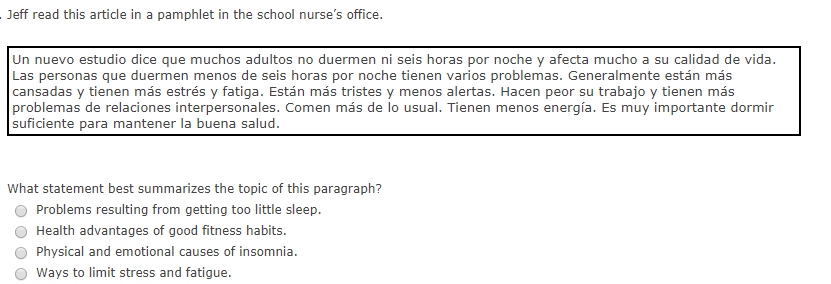 . Jeff read this article in a pamphlet in the school nurse's office.
Un nuevo estudio dice que muchos adultos no duermen ni seis horas por noche y afecta mucho a su calidad de vida.
Las personas que duermen menos de seis horas por noche tienen varios problemas. Generalmente están más
cansadas y tienen más estrés y fatiga. Están más tristes y menos alertas. Hacen peor su trabajo y tienen más
problemas de relaciones interpersonales. Comen más de lo usual. Tienen menos energía. Es muy importante dormir
suficiente para mantener la buena salud.
What statement best summarizes the topic of this paragraph?
Problems resulting from getting too little sleep.
Health advantages of good fitness habits.
Physical and emotional causes of insomnia.
Ways to limit stress and fatigue.